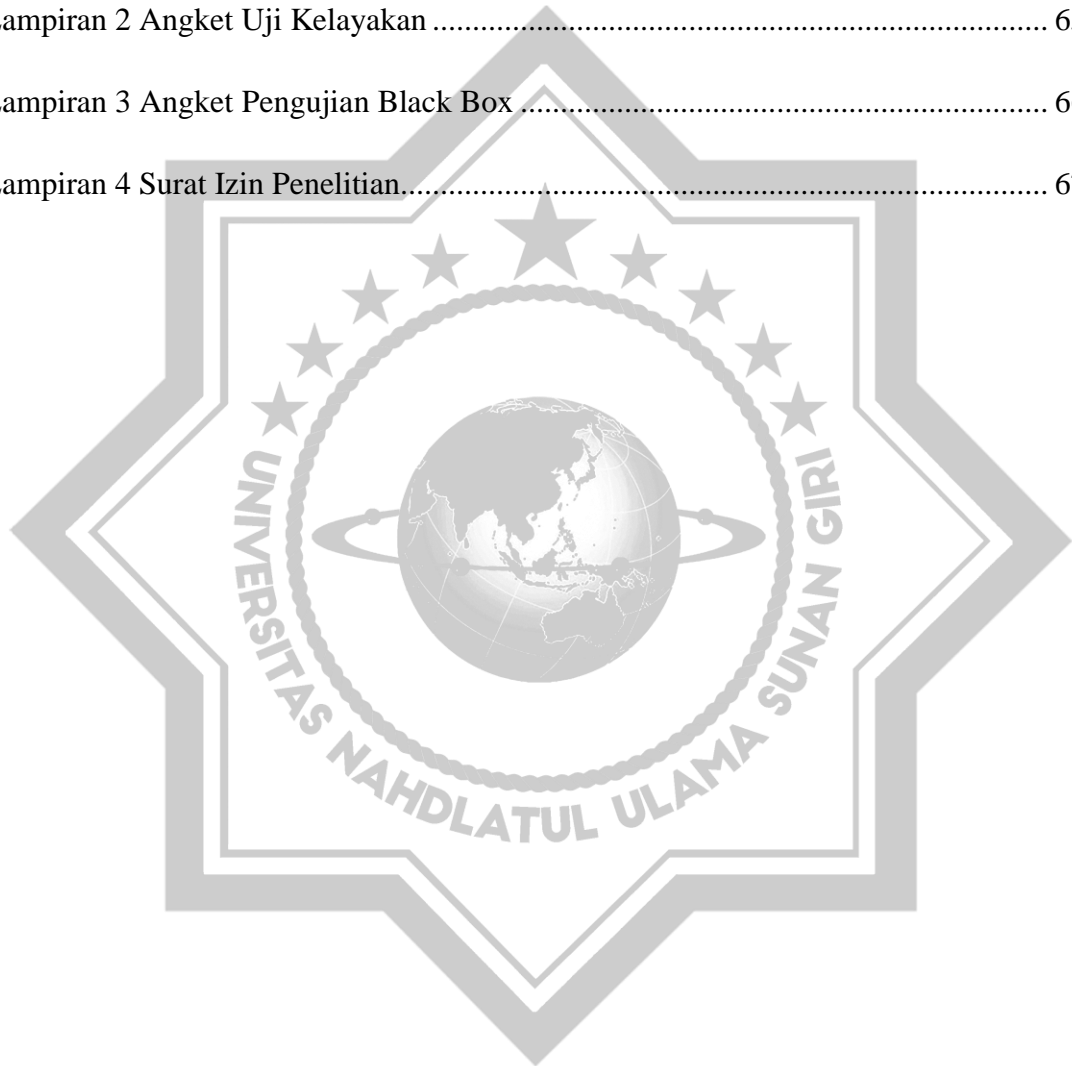 ampiran 2 Angket Uji Kelayakan ............................................................................ 6
ampiran 3 Angket Pengujian Black Box .................................................................. 6
ampiran 4 Surat Izin Penelitian................................................................................. 6
UNIVERSITAS NAHDLATUL ULAMA SUNAN GIRI